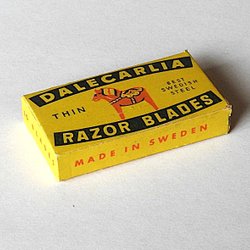 DALECARLIA
THIN
BEST
SWEDISH
STEEL
RAZOR BLADES
MADE IN SWEDEN